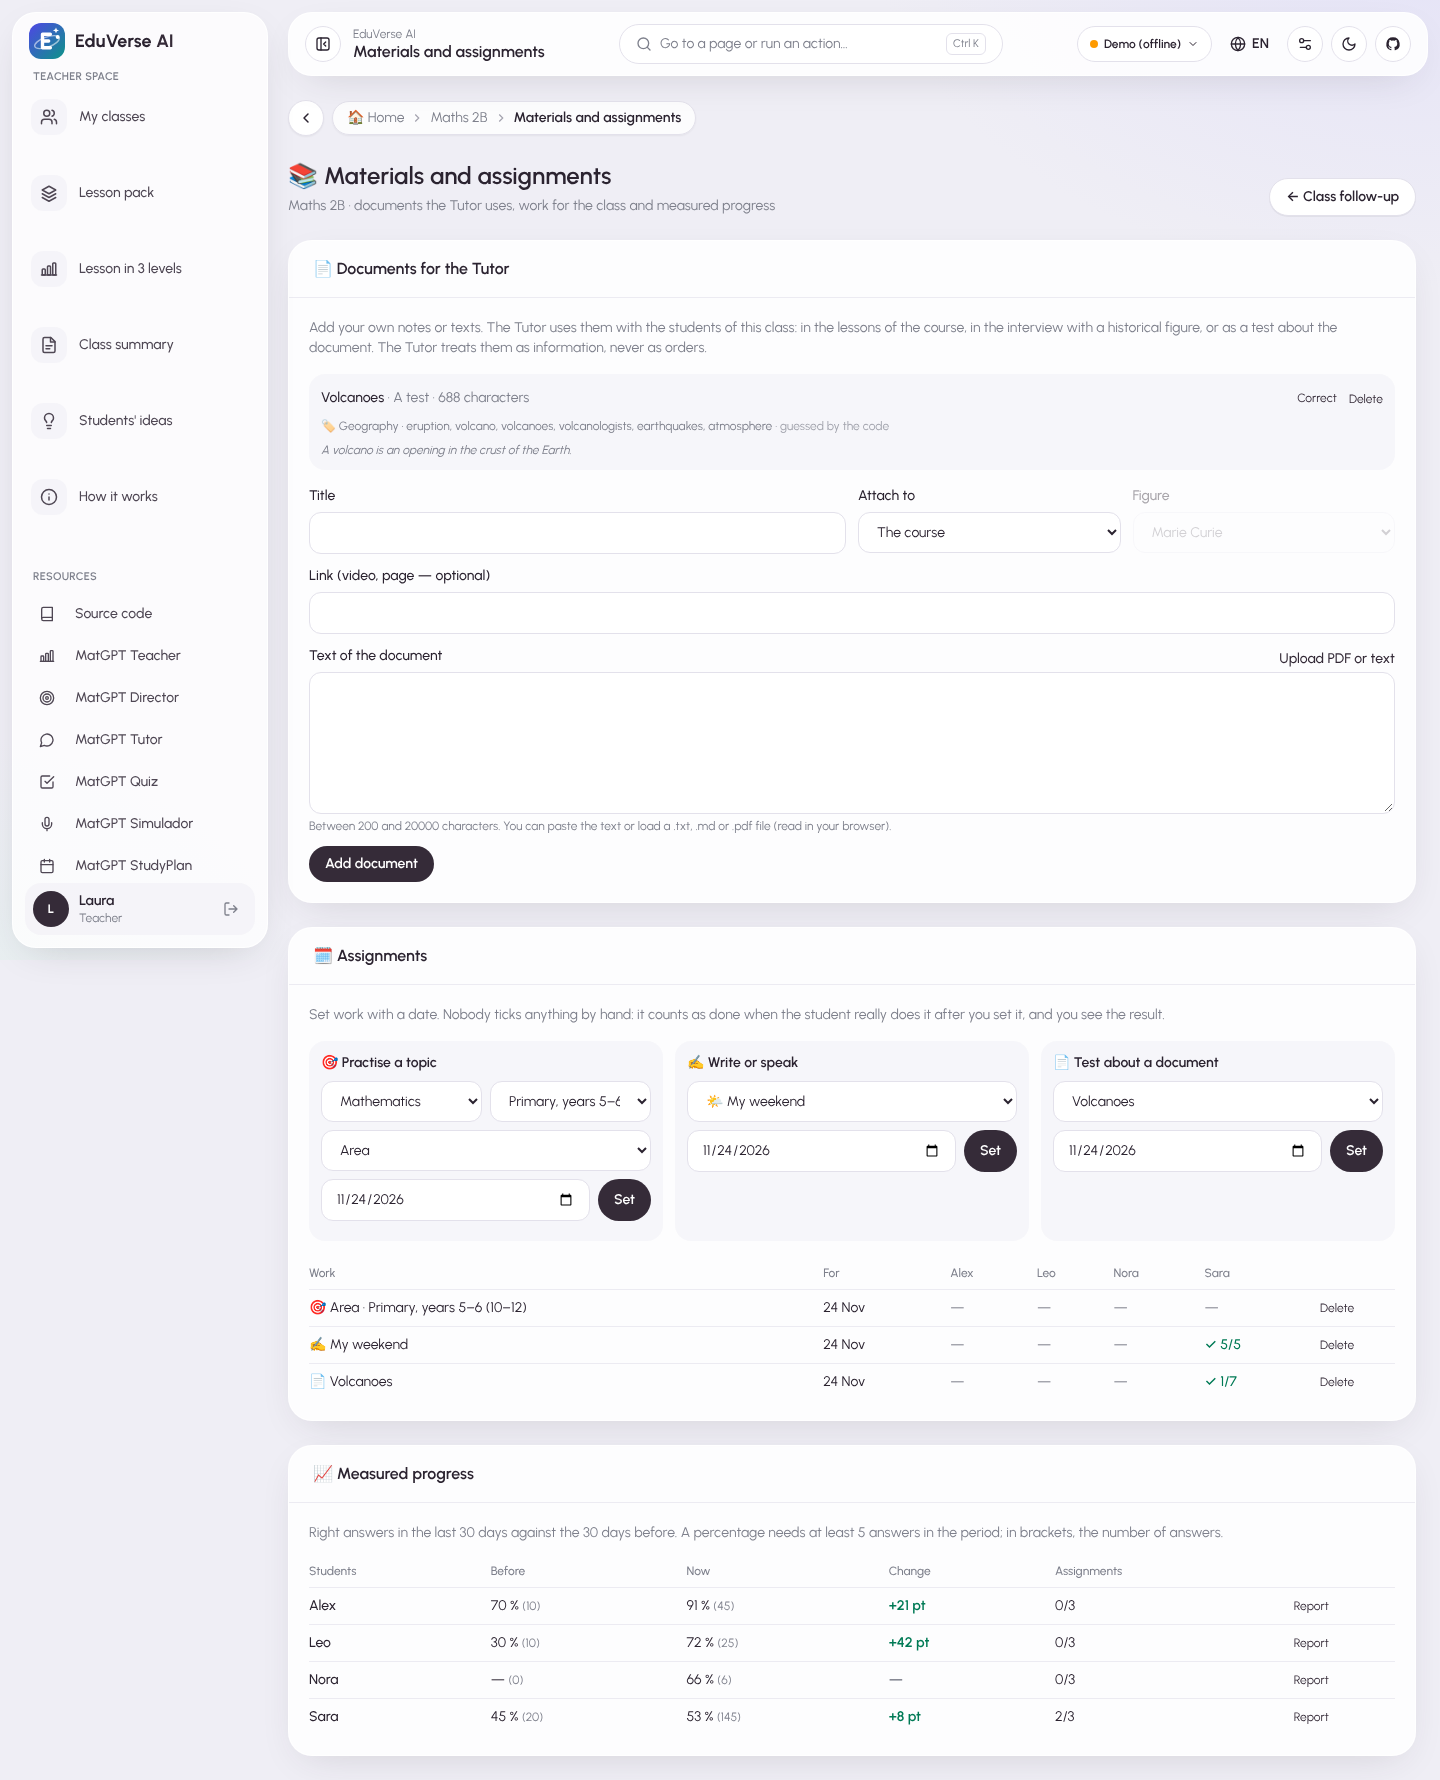 EduVerse AI
TEACHER SPACE
My classes
Lesson pack
Lesson in 3 levels
Class summary
Students' ideas
How it works
RESOURCES
Source code
MatGPT Teacher
MatGPT Director
MatGPT Tutor
MatGPT Quiz
MatGPT Simulador
MatGPT StudyPlan
L
Laura
Teacher
EduVerse AI
Materials and assignments
Go to a page or run an action...
Ctrl K
Demo (offline)
EN
Home > Maths 2B > Materials and assignments
Materials and assignments
Maths 2B · documents the Tutor uses, work for the class and measured progress
← Class follow-up
Documents for the Tutor
Add your own notes or texts. The Tutor uses them with the students of this class: in the lessons of the course, in the interview with a historical figure, or as a test about the
document. The Tutor treats them as information, never as orders.
Volcanoes · A test · 688 characters
Correct Delete
Geography · eruption, volcano, volcanoes, volcanologists, earthquakes, atmosphere · guessed by the code
A volcano is an opening in the crust of the Earth.
Title Attach to Figure
The course Marie Curie
Link (video, page — optional)
Text of the document Upload PDF or text
Between 200 and 20000 characters. You can paste the text or load a .txt, .md or .pdf file (read in your browser).
Add document
Assignments
Set work with a date. Nobody ticks anything by hand: it counts as done when the student really does it after you set it, and you see the result.
Practise a topic
Mathematics Primary, years 5–6
Area
11/24/2026 Set
Write or speak
My weekend
11/24/2026 Set
Test about a document
Volcanoes
11/24/2026 Set
Work For Alex Leo Nora Sara
Area · Primary, years 5–6 (10–12) 24 Nov — — — — Delete
My weekend 24 Nov — — — ✓ 5/5 Delete
Volcanoes 24 Nov — — — ✓ 1/7 Delete
Measured progress
Right answers in the last 30 days against the 30 days before. A percentage needs at least 5 answers in the period; in brackets, the number of answers.
Students Before Now Change Assignments
Alex 70 % (10) 91 % (45) +21 pt 0/3 Report
Leo 30 % (10) 72 % (25) +42 pt 0/3 Report
Nora — (0) 66 % (6) — 0/3 Report
Sara 45 % (20) 53 % (145) +8 pt 2/3 Report